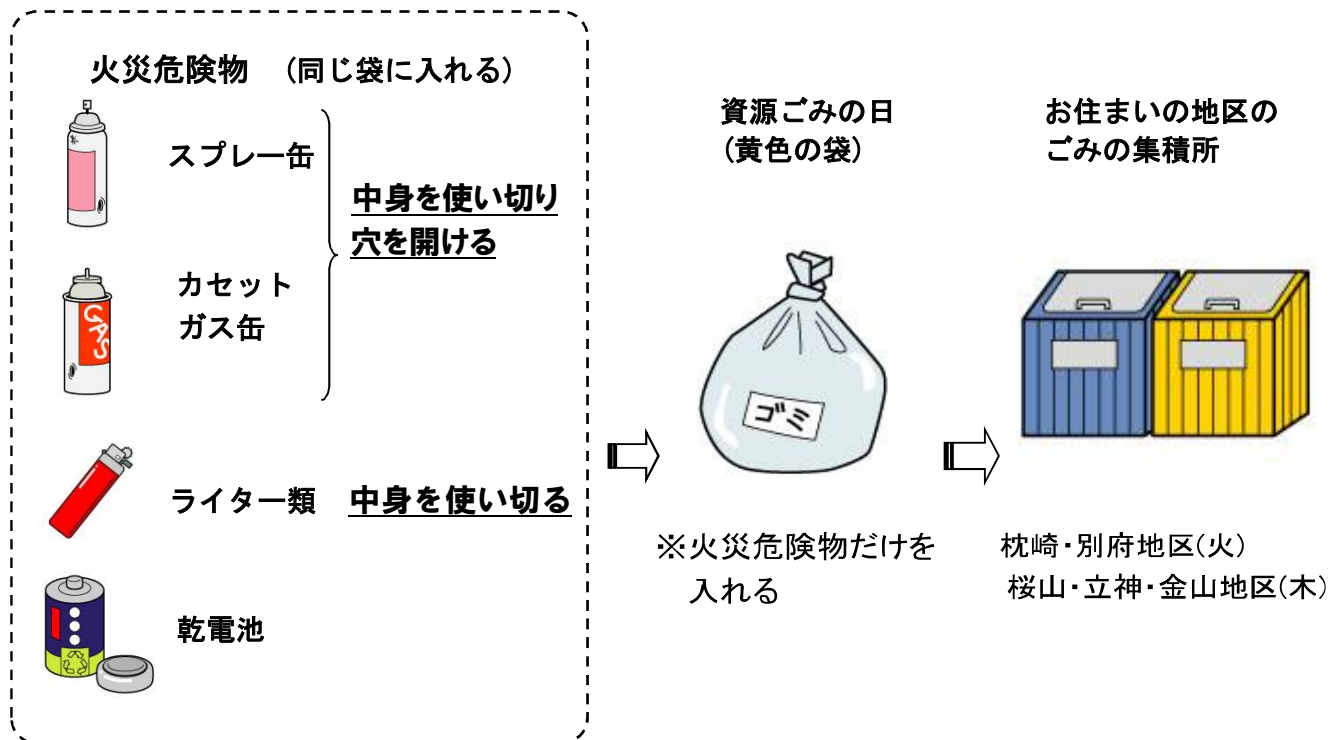 火災危険物 (同じ袋に入れる)
スプレー缶
中身を使い切り
穴を開ける
カセット
ガス缶
GAS
ライター類 中身を使い切る
乾電池
資源ごみの日
(黄色の袋)
ゴミ
※火災危険物だけを
入れる
お住まいの地区の
ごみの集積所
枕崎・別府地区(火)
桜山・立神・金山地区(木)